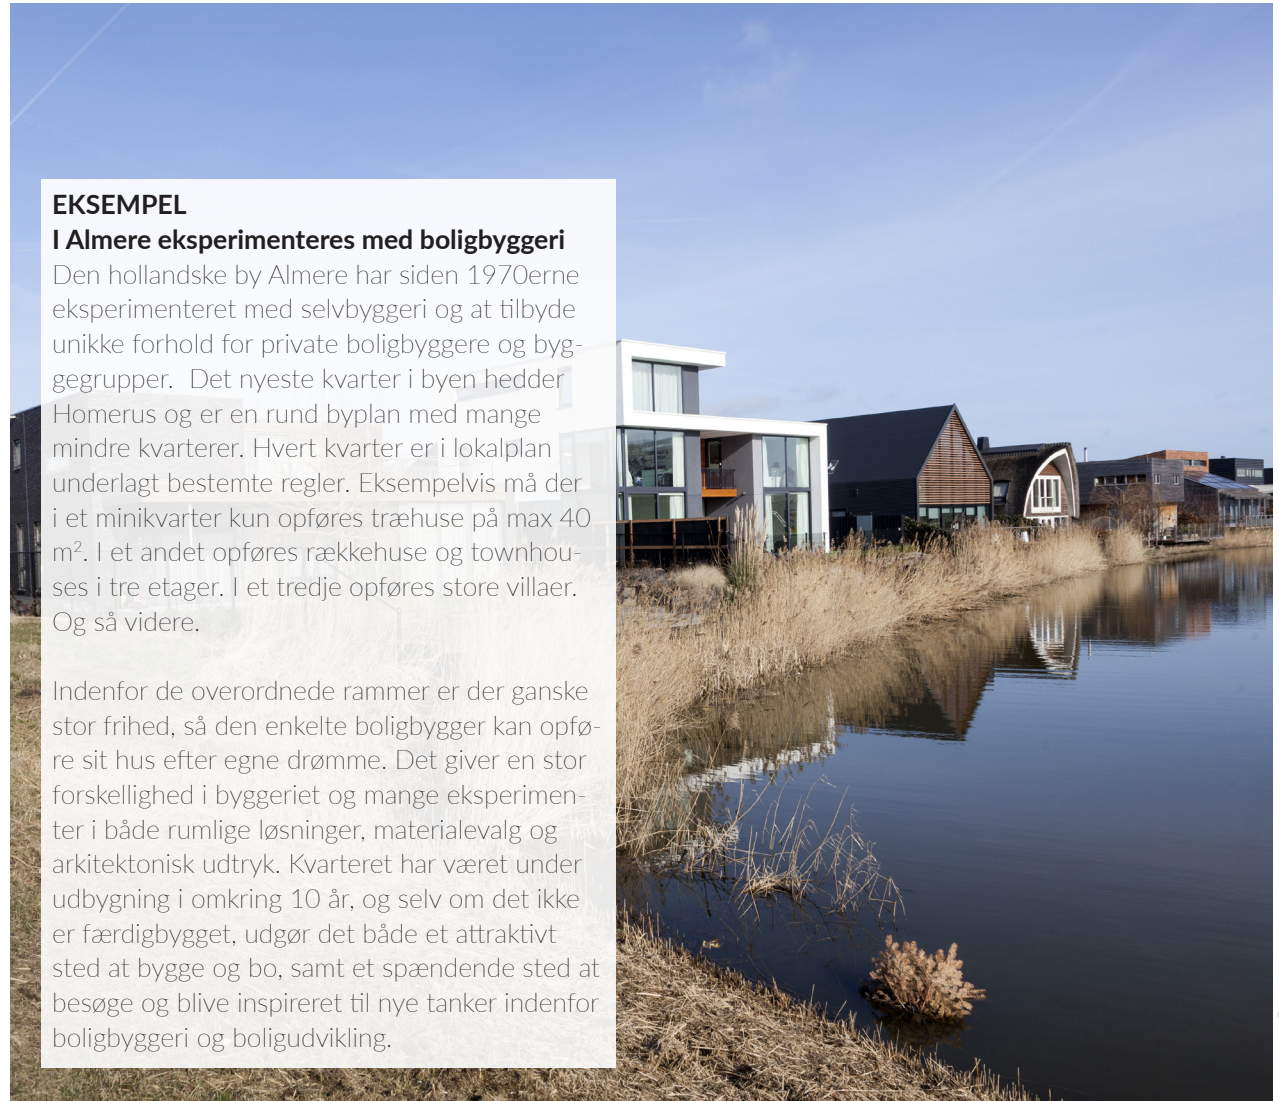 EKSEMPEL
I Almere eksperimenteres med boligbyggeri
Den hollandske by Almere har siden 1970erne
eksperimenteret med selvbyggeri og at tilbyde
unikke forhold for private boligbyggere og byg-
gegrupper.  Det nyeste kvarter i byen hedder
Homerus og er en rund byplan med mange
mindre kvarterer. Hvert kvarter er i lokalplan
underlagt bestemte regler. Eksempelvis må der
i et minikvarter kun opføres træhuse på max 40
m². I et andet opføres rækkehuse og townhou-
ses i tre etager. I et tredje opføres store villaer.
Og så videre.
Indenfor de overordnede rammer er der ganske
stor frihed, så den enkelte boligbygger kan opfø-
re sit hus efter egne drømme. Det giver en stor
forskellighed i byggeriet og mange eksperimen-
ter i både rumlige løsninger, materialevalg og
arkitektonisk udtryk. Kvarteret har været under
udbygning i omkring 10 år, og selv om det ikke
er færdigbygget, udgør det både et attraktivt
sted at bygge og bo, samt et spændende sted at
besøge og blive inspireret til nye tanker indenfor
boligbyggeri og boligudvikling.